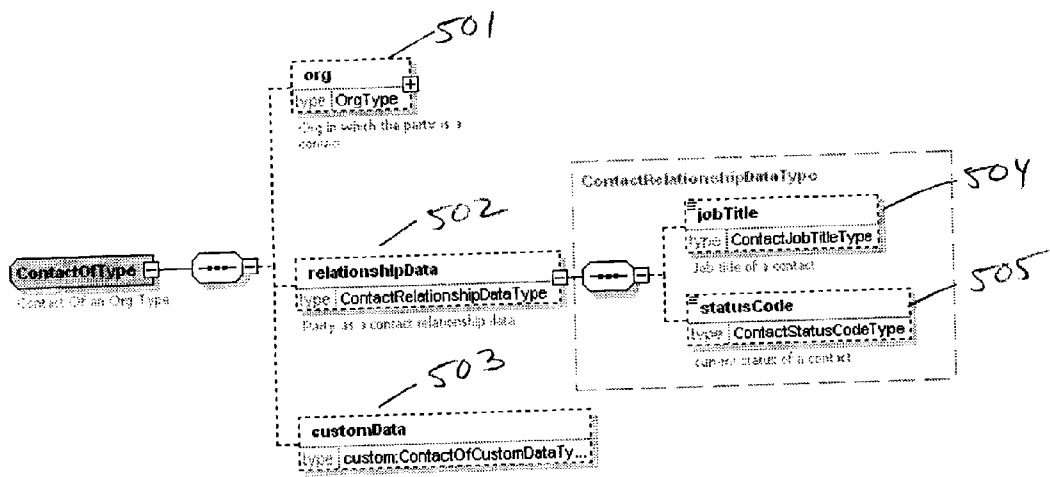 501
org
type OrgType
Org in which the party is a
contact
ContactRelationshipDataType
504
502
jobTitle
type ContactJobTitleType
Job title of a contact
ContactOfType
Contact Of an Org Type
relationshipData
type ContactRelationshipDataType
Party as a contact relationship data
505
statusCode
type ContactStatusCodeType
Current status of a contact
503
customData
type custom:ContactOfCustomDataTy...